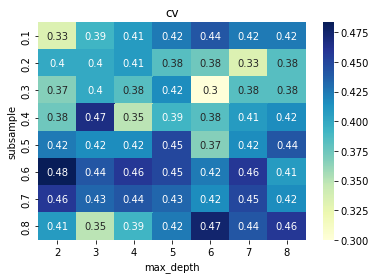 cv
0.1 0.33 0.39 0.41 0.42 0.44 0.42 0.42
0.2 0.4 0.4 0.41 0.38 0.38 0.33 0.38
0.3 0.37 0.4 0.38 0.42 0.3 0.38 0.38
0.4 0.38 0.47 0.35 0.39 0.38 0.41 0.42
0.5 0.42 0.42 0.42 0.45 0.37 0.42 0.44
0.6 0.48 0.44 0.46 0.45 0.42 0.46 0.41
0.7 0.46 0.43 0.44 0.43 0.42 0.45 0.42
0.8 0.41 0.35 0.39 0.42 0.47 0.44 0.46
2 3 4 5 6 7 8
max_depth
subsample
0.475
0.450
0.425
0.400
0.375
0.350
0.325
0.300